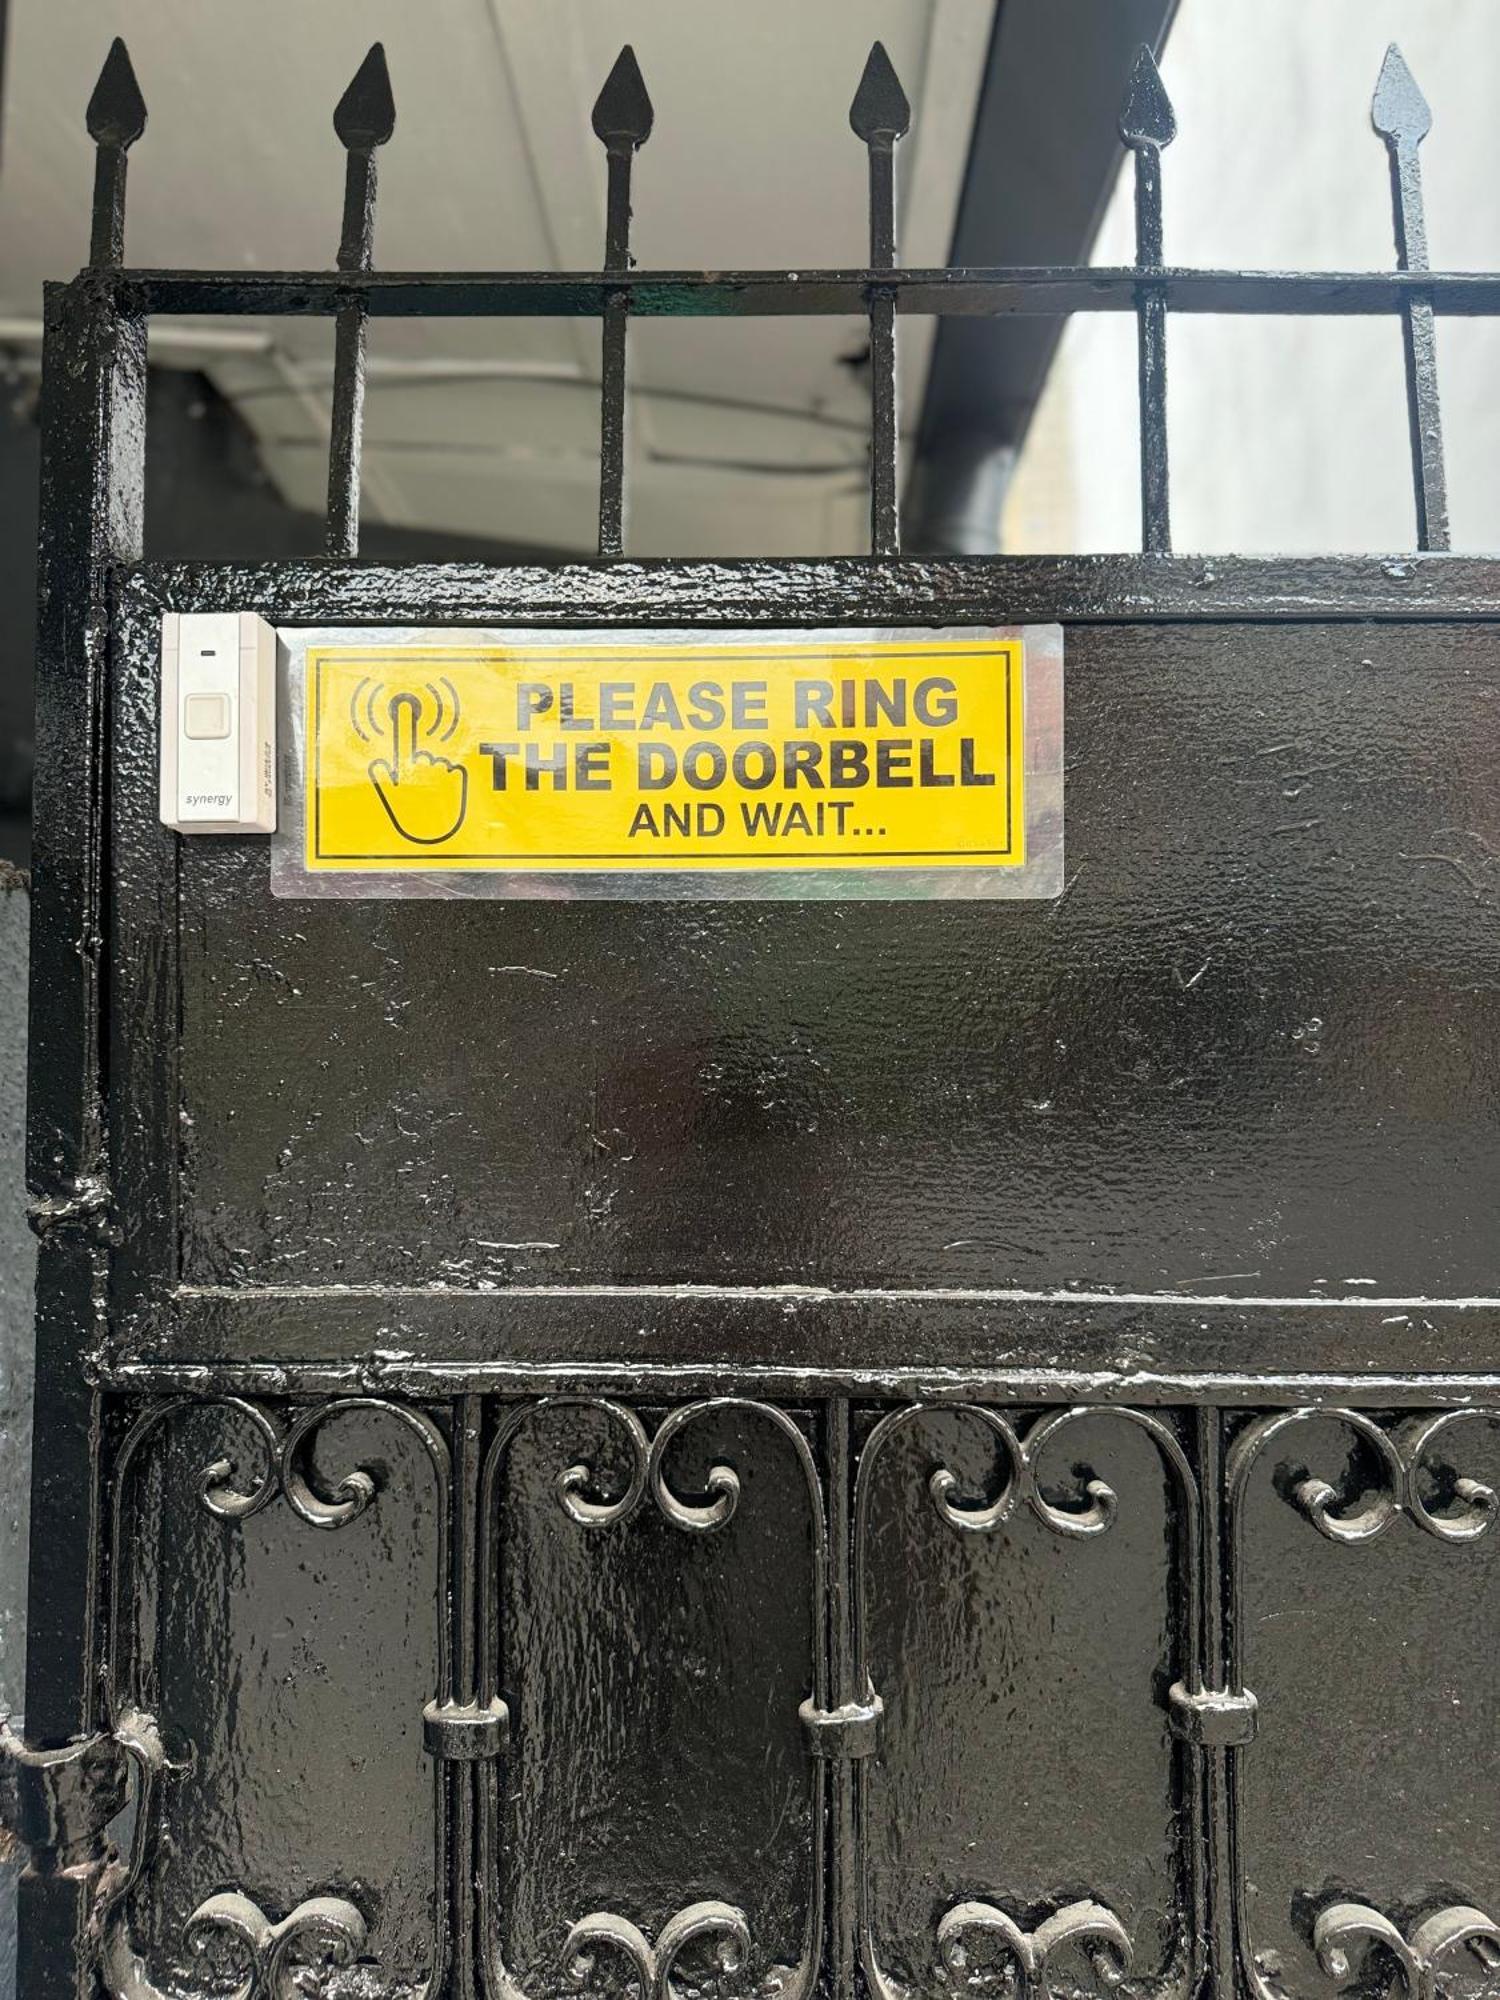 PLEASE RING
THE DOORBELL
AND WAIT...
synergy